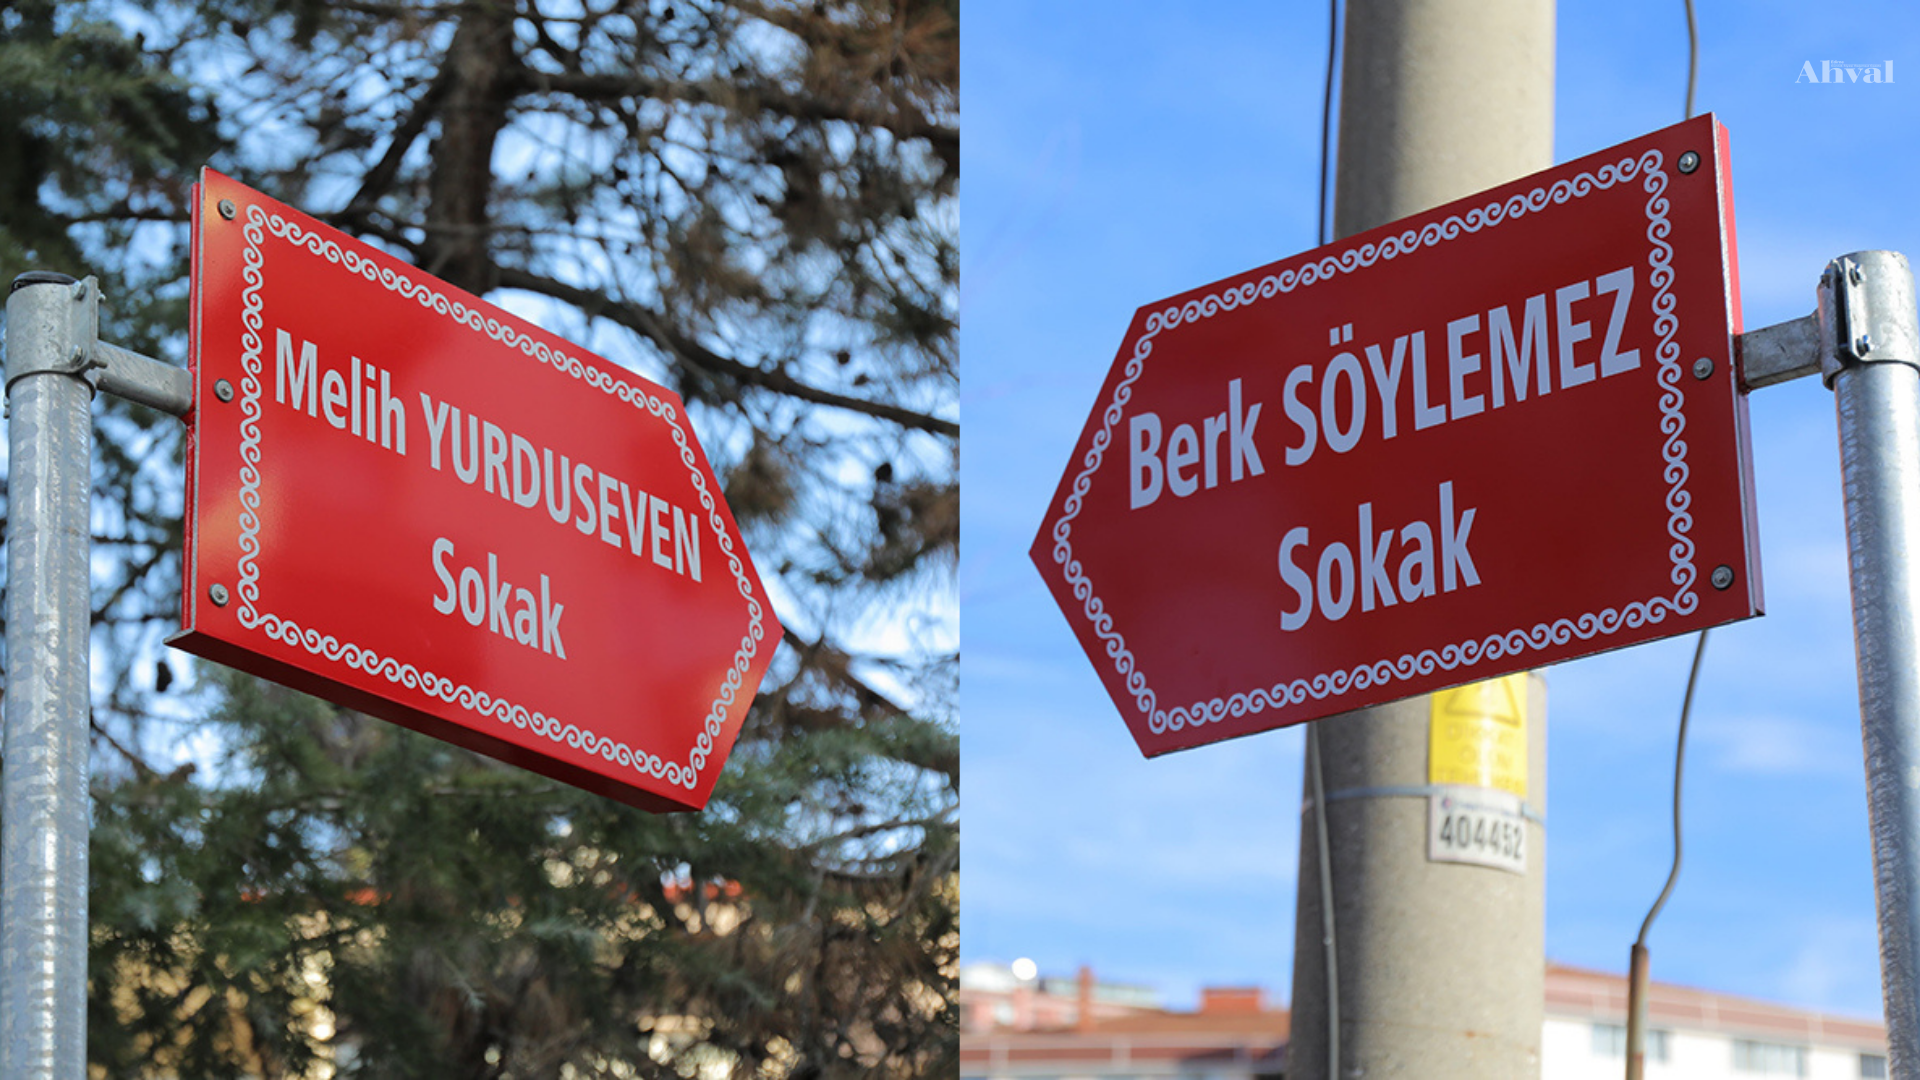 Melih YURDUSEVEN
Sokak
Ahval
Berk SÖYLEMEZ
Sokak
404452